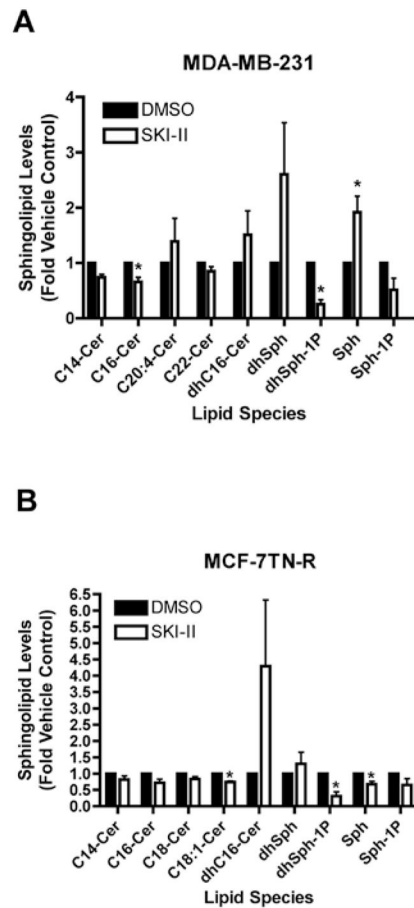 A
MDA-MB-231
Sphingolipid Levels
(Fold Vehicle Control)
4
3
2
1
0
DMSO
SKI-II
*
*
*
C14-Cer
C16-Cer
C20:4-Cer
C22-Cer
dhC16-Cer
dhSph
dhSph-1P
Sph
Sph-1P
Lipid Species
B
MCF-7TN-R
Sphingolipid Levels
(Fold Vehicle Control)
6.5
6.0
5.5
5.0
4.5
4.0
3.5
3.0
2.5
2.0
1.5
1.0
0.5
0.0
DMSO
SKI-II
*
*
*
C14-Cer
C16-Cer
C18-Cer
C18:1-Cer
dhC16-Cer
dhSph
dhSph-1P
Sph
Sph-1P
Lipid Species